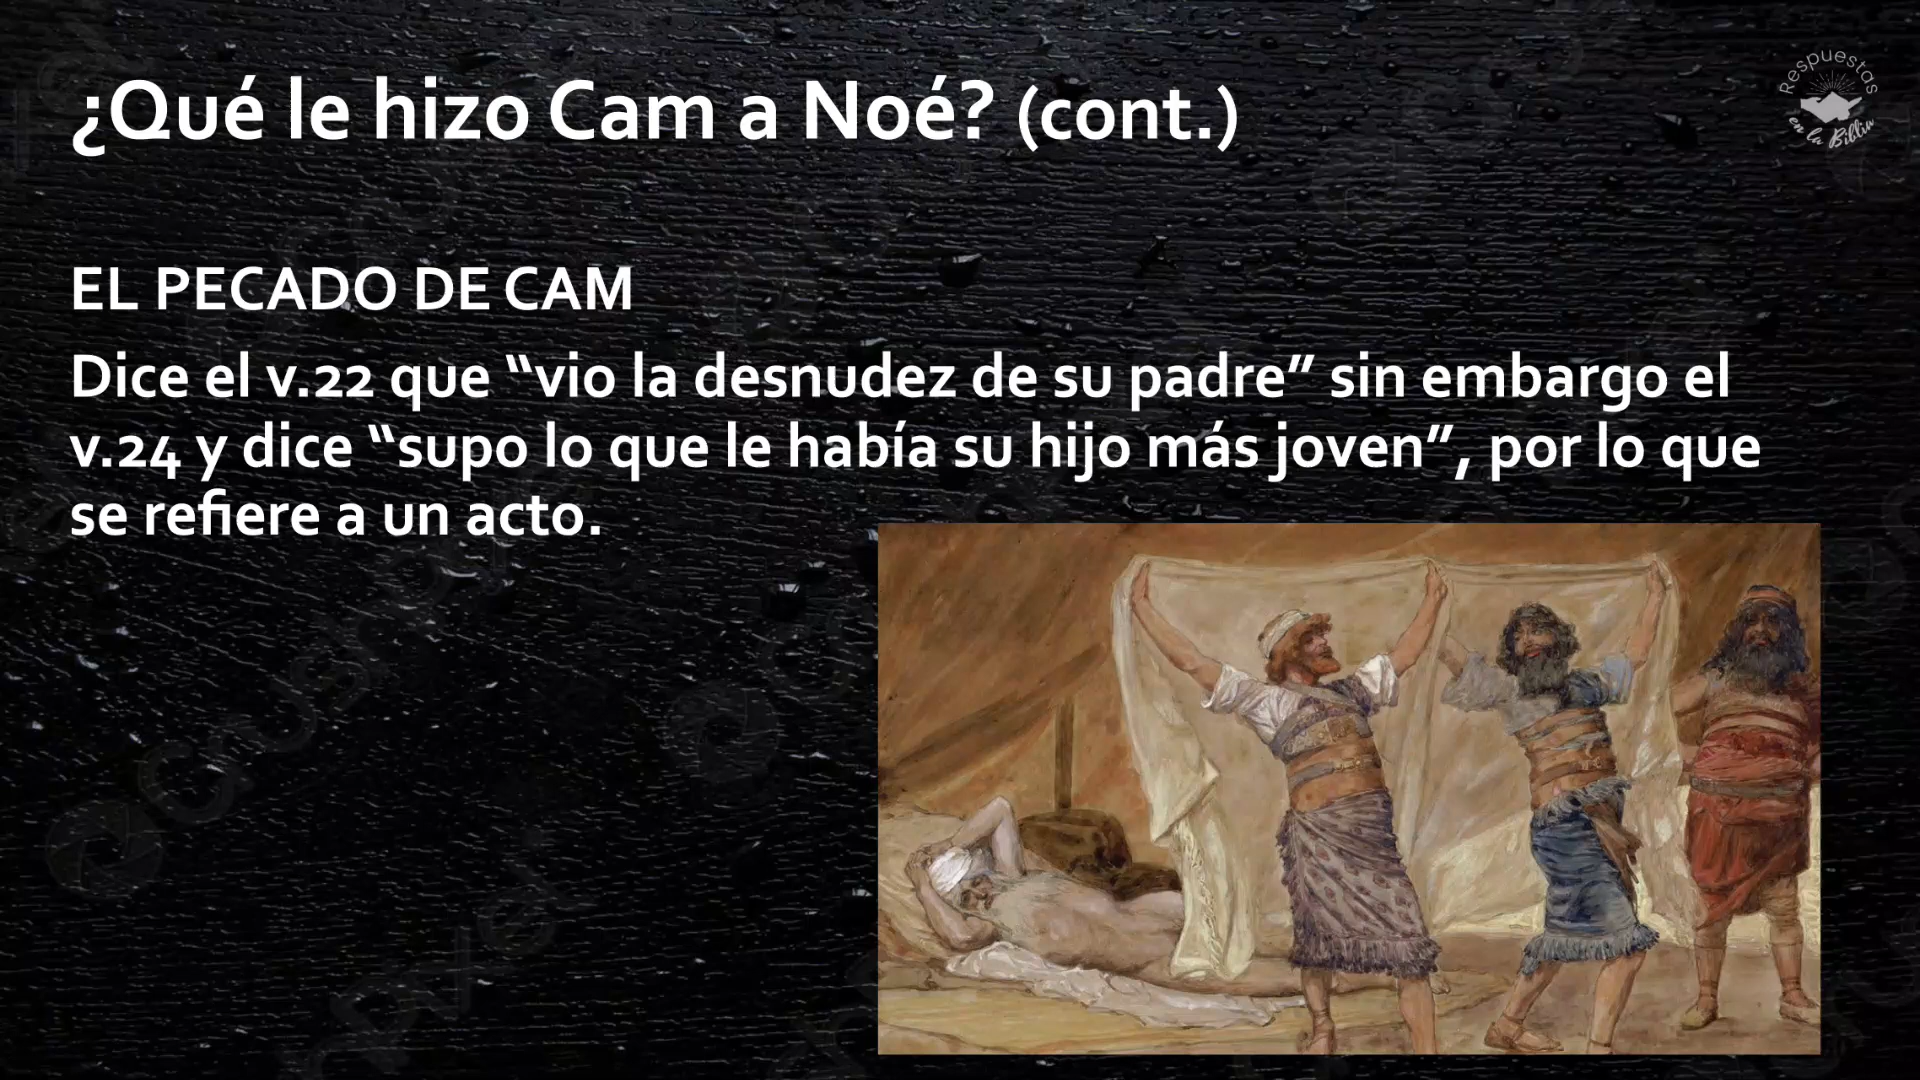 ¿Qué le hizo Cam a Noé? (cont.)
Respuestas
en la Biblia
EL PECADO DE CAM
Dice el v.22 que “vio la desnudez de su padre” sin embargo el
v.24 y dice “supo lo que le había su hijo más joven”, por lo que
se refiere a un acto.